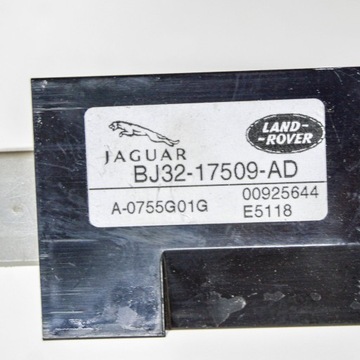 LAND-
ROVER
JAGUAR
BJ32-17509-AD
A-0755G01G 00925644
E5118